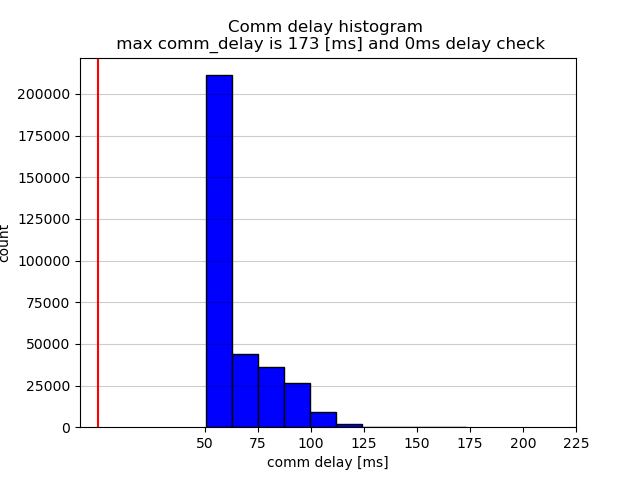 Comm delay histogram
max comm_delay is 173 [ms] and 0ms delay check
200000
175000
150000
125000
100000
75000
50000
25000
0
count
50 75 100 125 150 175 200 225
comm delay [ms]